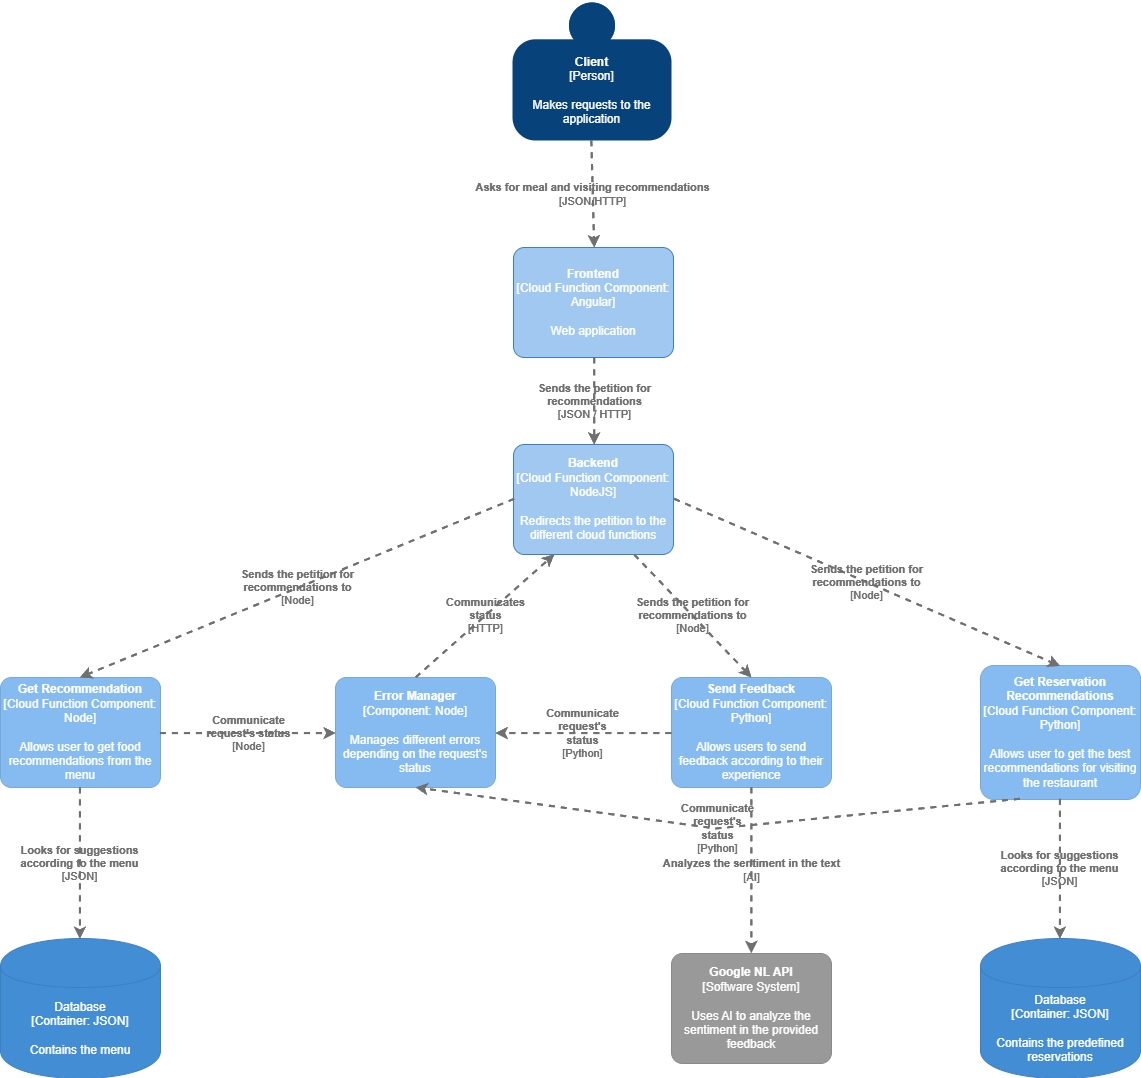 Client
[Person]
Makes requests to the
application
Asks for meal and visiting recommendations
[JSON/HTTP]
Frontend
[Cloud Function Component:
Angular]
Web application
Sends the petition for
recommendations
[JSON / HTTP]
Backend
[Cloud Function Component:
NodeJS]
Redirects the petition to the
different cloud functions
Sends the petition for
recommendations to
[Node]
Communicates
status
[HTTP]
Sends the petition for
recommendations to
[Node]
Sends the petition for
recommendations to
[Node]
Get Recommendation
[Cloud Function Component:
Node]
Allows user to get food
recommendations from the
menu
Communicate
request's status
[Node]
Error Manager
[Component: Node]
Manages different errors
depending on the request's
status
Communicate
request's
status
[Python]
Send Feedback
[Cloud Function Component:
Python]
Allows users to send
feedback according to their
experience
Get Reservation
Recommendations
[Cloud Function Component:
Python]
Allows user to get the best
recommendations for visiting
the restaurant
Communicate
request's
status
[Python]
Looks for suggestions
according to the menu
[JSON]
Analyzes the sentiment in the text
[AI]
Looks for suggestions
according to the menu
[JSON]
Database
[Container: JSON]
Contains the menu
Google NL API
[Software System]
Uses AI to analyze the
sentiment in the provided
feedback
Database
[Container: JSON]
Contains the predefined
reservations